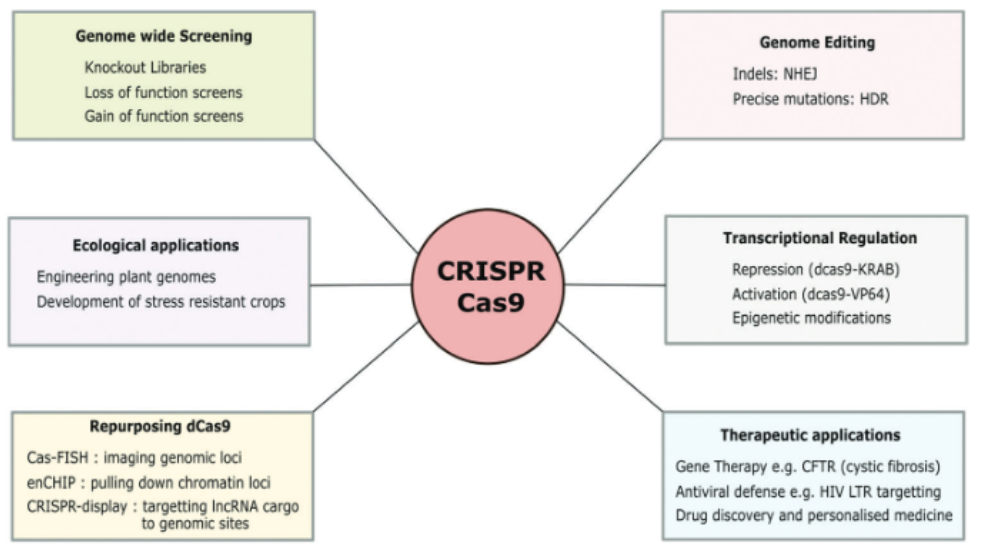 Genome wide Screening
Knockout Libraries
Loss of function screens
Gain of function screens
Genome Editing
Indels: NHEJ
Precise mutations: HDR
Ecological applications
Engineering plant genomes
Development of stress resistant crops
CRISPR
Cas9
Transcriptional Regulation
Repression (dcas9-KRAB)
Activation (dcas9-VP64)
Epigenetic modifications
Repurposing dCas9
Cas-FISH : imaging genomic loci
enCHIP : pulling down chromatin loci
CRISPR-display : targetting lncRNA cargo
to genomic sites
Therapeutic applications
Gene Therapy e.g. CFTR (cystic fibrosis)
Antiviral defense e.g. HIV LTR targetting
Drug discovery and personalised medicine